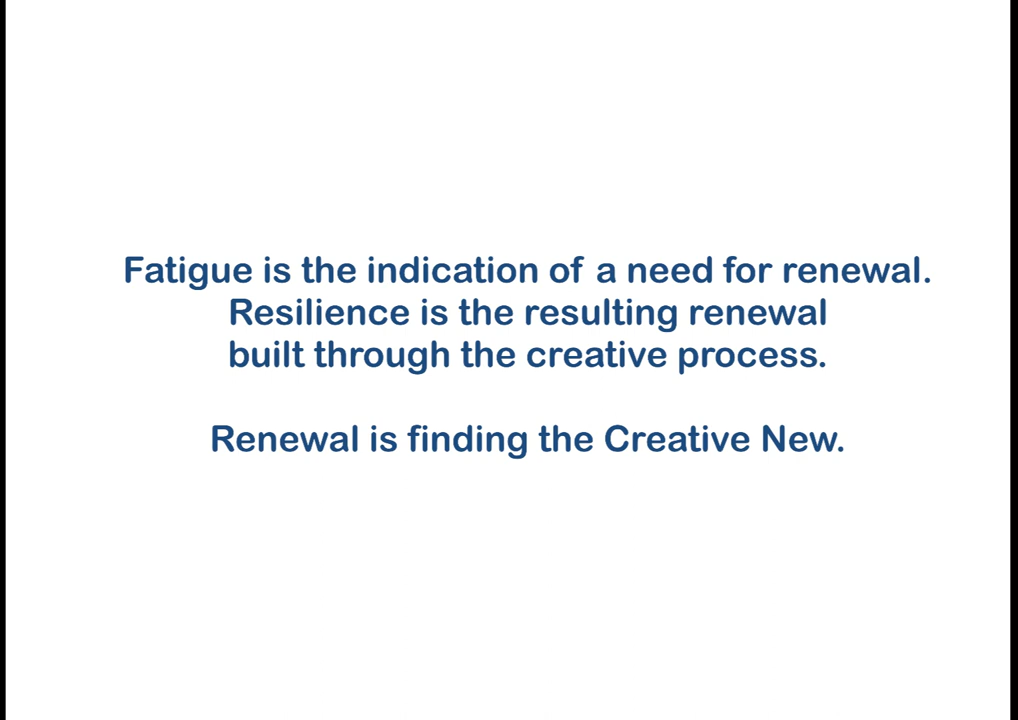 Fatigue is the indication of a need for renewal.
Resilience is the resulting renewal
built through the creative process.
Renewal is finding the Creative New.